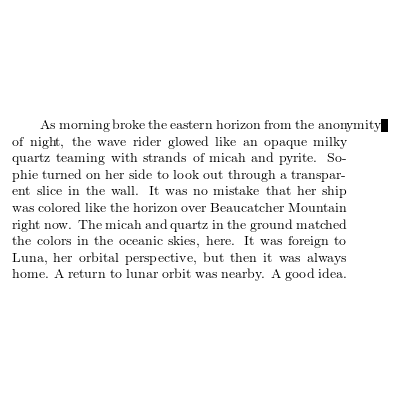 As morning broke the eastern horizon from the anonymity
of night, the wave rider glowed like an opaque milky
quartz teaming with strands of micah and pyrite. So-
phie turned on her side to look out through a transpar-
ent slice in the wall. It was no mistake that her ship
was colored like the horizon over Beaucatcher Mountain
right now. The micah and quartz in the ground matched
the colors in the oceanic skies, here. It was foreign to
Luna, her orbital perspective, but then it was always
home. A return to lunar orbit was nearby. A good idea.